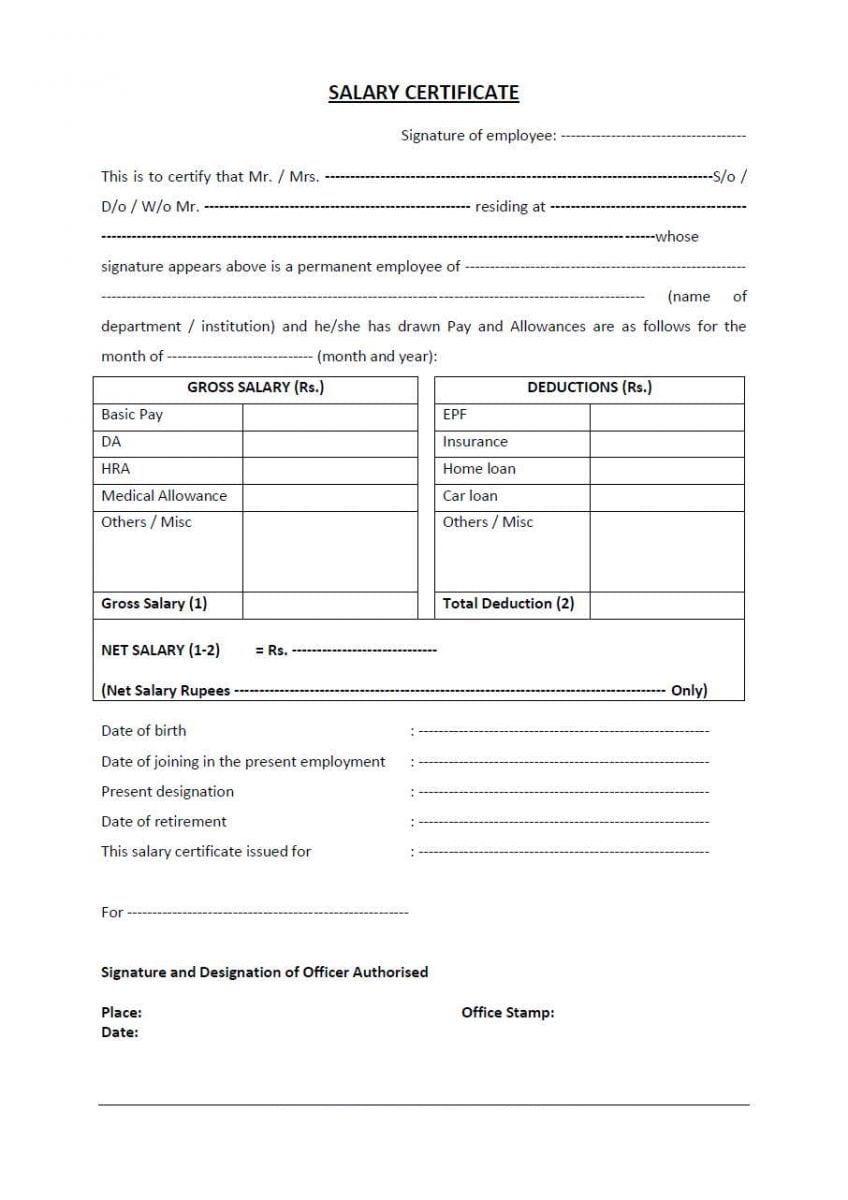 SALARY CERTIFICATE
Signature of employee: -------------------------------------
This is to certify that Mr. / Mrs. ------------------------------------------------------------------------------S/o /
D/o / W/o Mr. ----------------------------------------------------- residing at ---------------------------------------
---------------------------------------------------------------------------------------------------------------whose
signature appears above is a permanent employee of --------------------------------------------------------
------------------------------------------------------------------------------------------------------------- (name of
department / institution) and he/she has drawn Pay and Allowances are as follows for the
month of ----------------------------- (month and year):
GROSS SALARY (Rs.) DEDUCTIONS (Rs.)
Basic Pay EPF
DA Insurance
HRA Home loan
Medical Allowance Car loan
Others / Misc Others / Misc
Gross Salary (1) Total Deduction (2)
NET SALARY (1-2) = Rs. -----------------------------
(Net Salary Rupees -------------------------------------------------------------------------------------- Only)
Date of birth : ----------------------------------------------------------
Date of joining in the present employment : ----------------------------------------------------------
Present designation : ----------------------------------------------------------
Date of retirement : ----------------------------------------------------------
This salary certificate issued for : ----------------------------------------------------------
For --------------------------------------------------------
Signature and Designation of Officer Authorised
Place: Office Stamp:
Date: